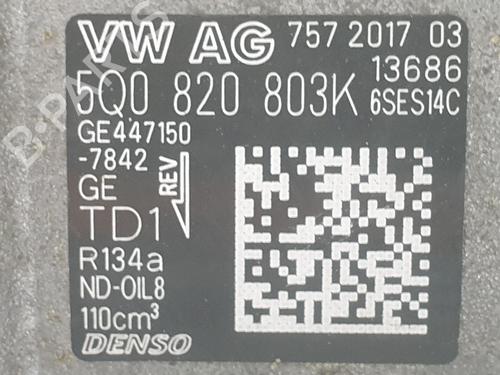 VW AG 757 2017 03
13686
5Q0 820 803K 6SES14C
GE447150
-7842
GE
REV
TD1
R134a
ND-OIL8
110cm³
DENSO
B-PARTS